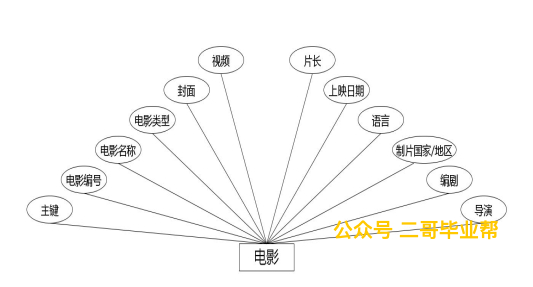 视频
片长
封面
上映日期
电影类型
语言
电影名称
制片国家/地区
电影编号
编剧
主键
导演
公众号 二哥毕业帮
电影